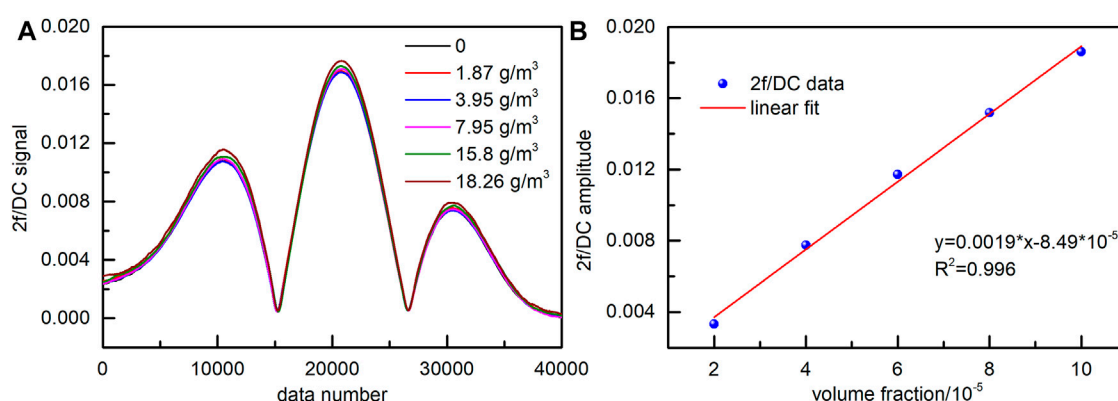 A
2f/DC signal
0.020
0.016
0.012
0.008
0.004
0.000
0
1.87 g/m³
3.95 g/m³
7.95 g/m³
15.8 g/m³
18.26 g/m³
0 10000 20000 30000 40000
data number
B
2f/DC amplitude
0.020
0.016
0.012
0.008
0.004
2f/DC data
linear fit
y=0.0019*x-8.49*10⁻⁵
R²=0.996
2 4 6 8 10
volume fraction/10⁻⁵